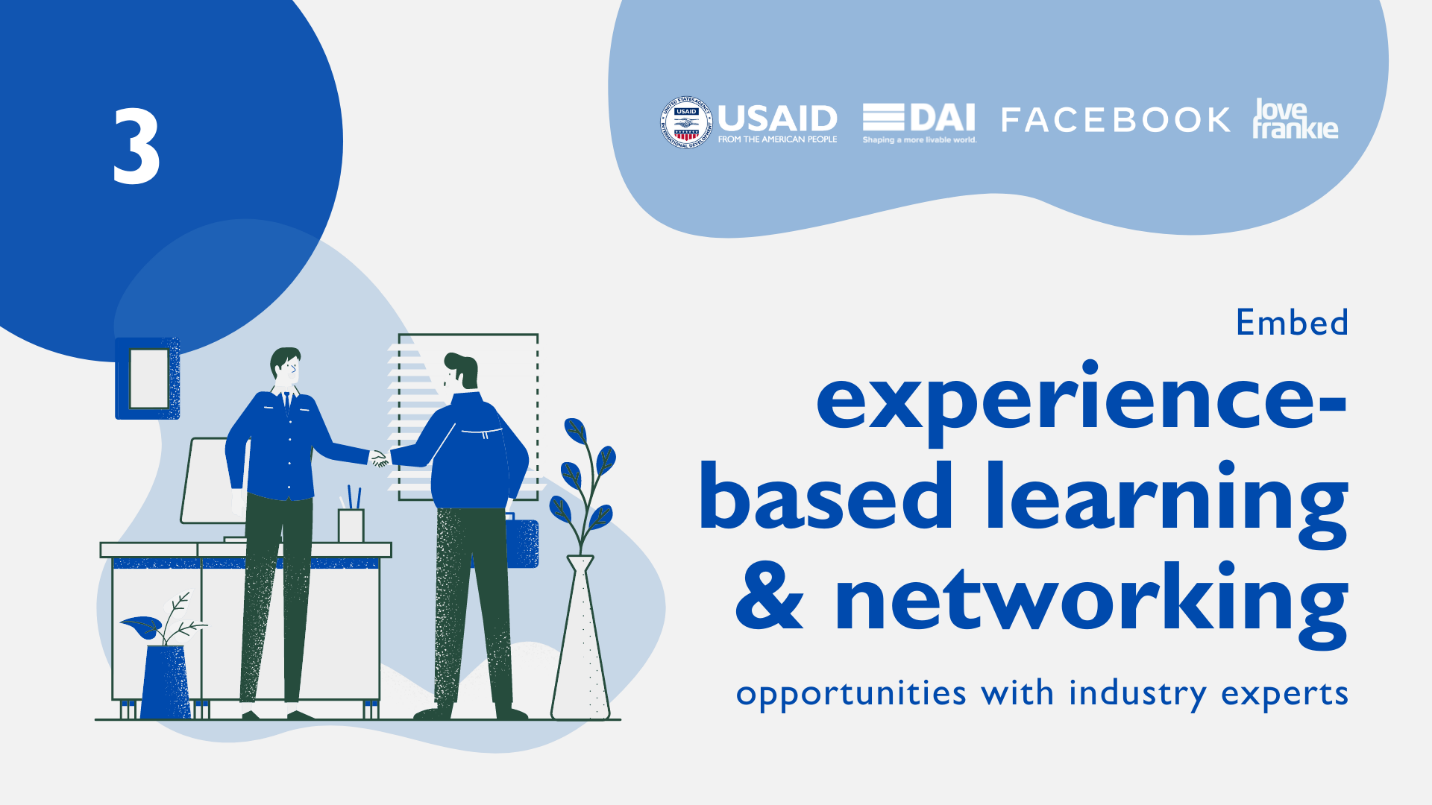 3
USAID
USAID
FROM THE AMERICAN PEOPLE
DAI
Shaping a more livable world.
FACEBOOK
love
frankie
Embed
experience-
based learning
& networking
opportunities with industry experts